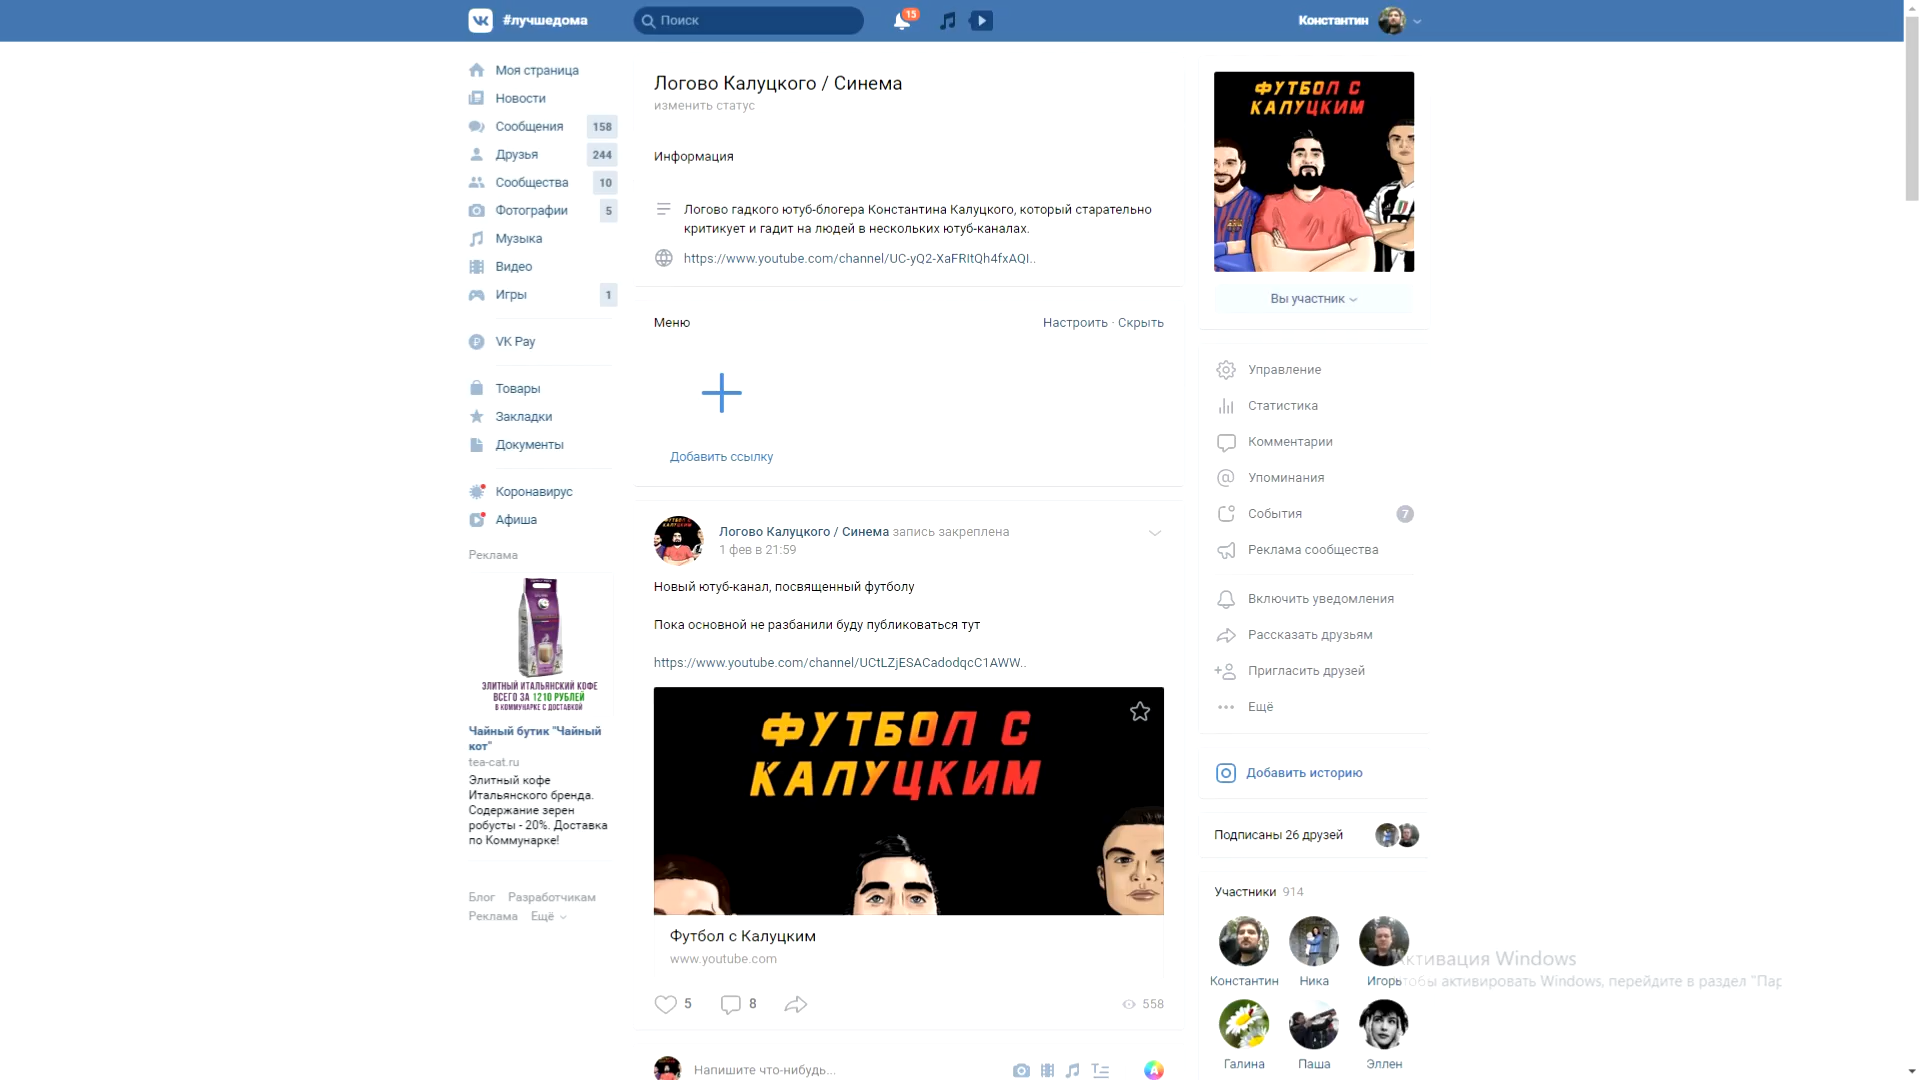 #лучшедома
Поиск
15
Константин
Моя страница
Новости
Сообщения 158
Друзья 244
Сообщества 10
Фотографии 5
Музыка
Видео
Игры 1
VK Pay
Товары
Закладки
Документы
Коронавирус
Афиша
Реклама
ЭЛИТНЫЙ ИТАЛЬЯНСКИЙ КОФЕ
ВСЕГО ЗА 1210 РУБЛЕЙ
В КОММУНАРКЕ С ДОСТАВКОЙ
Чайный бутик "Чайный
кот"
tea-cat.ru
Элитный кофе
Итальянского бренда.
Содержание зерен
робусты - 20%. Доставка
по Коммунарке!
Блог Разработчикам
Реклама Ещё
Логово Калуцкого / Синема
изменить статус
Информация
Логово гадкого ютуб-блогера Константина Калуцкого, который старательно
критикует и гадит на людей в нескольких ютуб-каналах.
https://www.youtube.com/channel/UC-yQ2-XaFRItQh4fxAQI..
Меню
Настроить · Скрыть
Добавить ссылку
Логово Калуцкого / Синема запись закреплена
1 фев в 21:59
Новый ютуб-канал, посвященный футболу
Пока основной не разбанили буду публиковаться тут
https://www.youtube.com/channel/UCtLZjESACadodqcC1AWW..
ФУТБОЛ С
КАЛУЦКИМ
Футбол с Калуцким
www.youtube.com
5 8 558
Напишите что-нибудь...
ФУТБОЛ С
КАЛУЦКИМ
Вы участник
Управление
Статистика
Комментарии
Упоминания
События 7
Реклама сообщества
Включить уведомления
Рассказать друзьям
Пригласить друзей
Ещё
Добавить историю
Подписаны 26 друзей
Участники 914
Константин Ника Игорь
Галина Паша Эллен
Активация Windows
Чтобы активировать Windows, перейдите в раздел "Пар